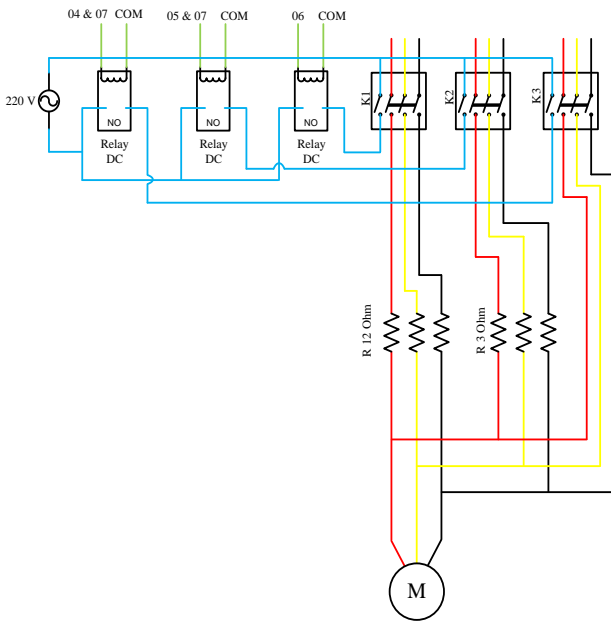 04 & 07 COM
05 & 07 COM
06 COM
220 V
NO
NO
NO
Relay
DC
Relay
DC
Relay
DC
K1
K2
K3
R 12 Ohm
R 3 Ohm
M